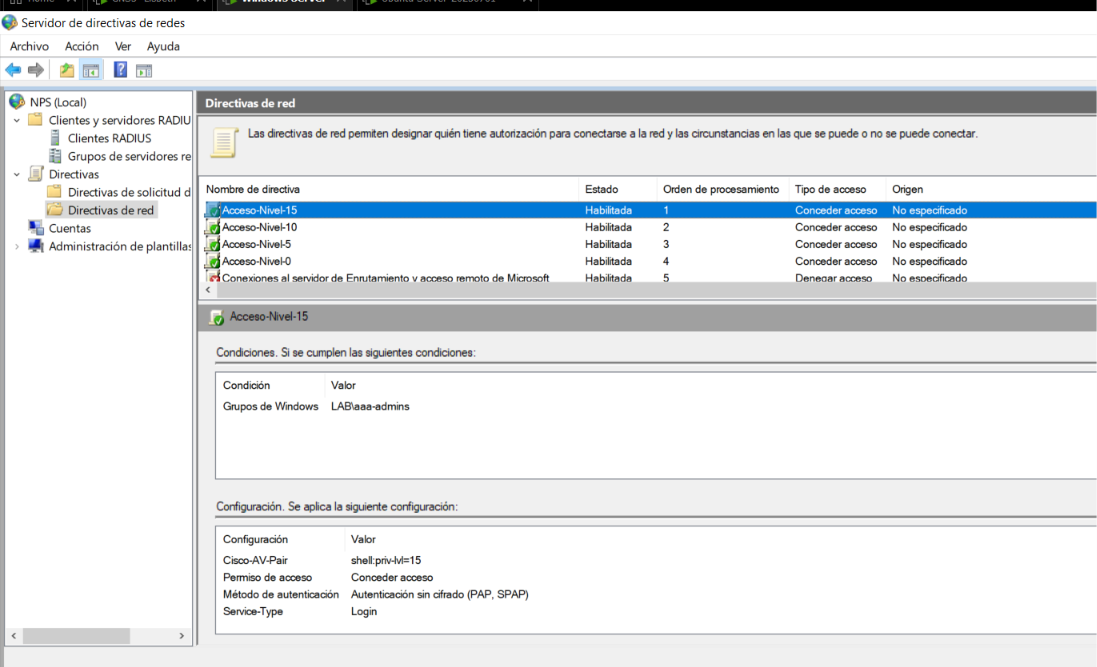 Home
Windows Server
Servidor de directivas de redes
Archivo Acción Ver Ayuda
NPS (Local)
Clientes y servidores RADIU
Clientes RADIUS
Grupos de servidores re
Directivas
Directivas de solicitud d
Directivas de red
Cuentas
Administración de plantillas
Directivas de red
Las directivas de red permiten designar quién tiene autorización para conectarse a la red y las circunstancias en las que se puede o no se puede conectar.
Nombre de directiva Estado Orden de procesamiento Tipo de acceso Origen
Acceso-Nivel-15 Habilitada 1 Conceder acceso No especificado
Acceso-Nivel-10 Habilitada 2 Conceder acceso No especificado
Acceso-Nivel-5 Habilitada 3 Conceder acceso No especificado
Acceso-Nivel-0 Habilitada 4 Conceder acceso No especificado
Conexiones al servidor de Enrutamiento y acceso remoto de Microsoft Habilitada 5 Denegar acceso No especificado
Acceso-Nivel-15
Condiciones. Si se cumplen las siguientes condiciones:
Condición Valor
Grupos de Windows LAB\aaa-admins
Configuración. Se aplica la siguiente configuración:
Configuración Valor
Cisco-AV-Pair shell:priv-lvl=15
Permiso de acceso Conceder acceso
Método de autenticación Autenticación sin cifrado (PAP, SPAP)
Service-Type Login